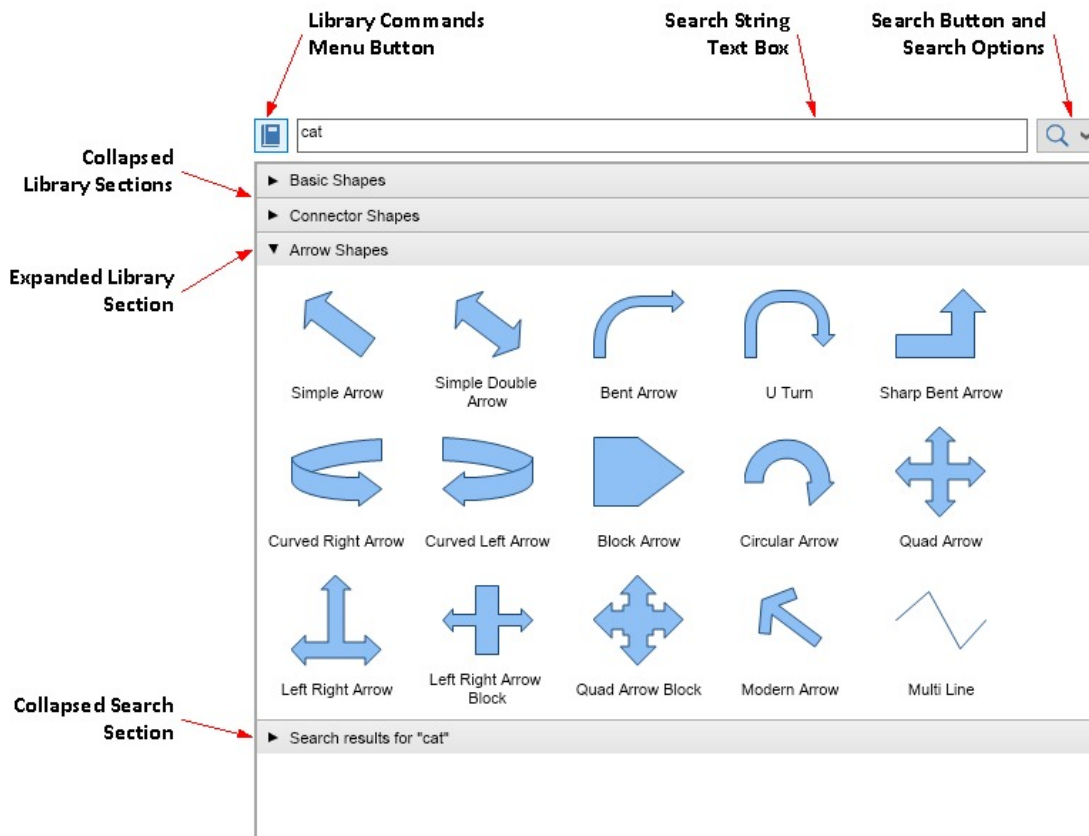 Library Commands
Menu Button
Search String
Text Box
Search Button and
Search Options
cat
Collapsed
Library Sections
Basic Shapes
Connector Shapes
Arrow Shapes
Expanded Library
Section
Simple Arrow
Simple Double
Arrow
Bent Arrow
U Turn
Sharp Bent Arrow
Curved Right Arrow
Curved Left Arrow
Block Arrow
Circular Arrow
Quad Arrow
Left Right Arrow
Left Right Arrow
Block
Quad Arrow Block
Modern Arrow
Multi Line
Collapsed Search
Section
Search results for "cat"